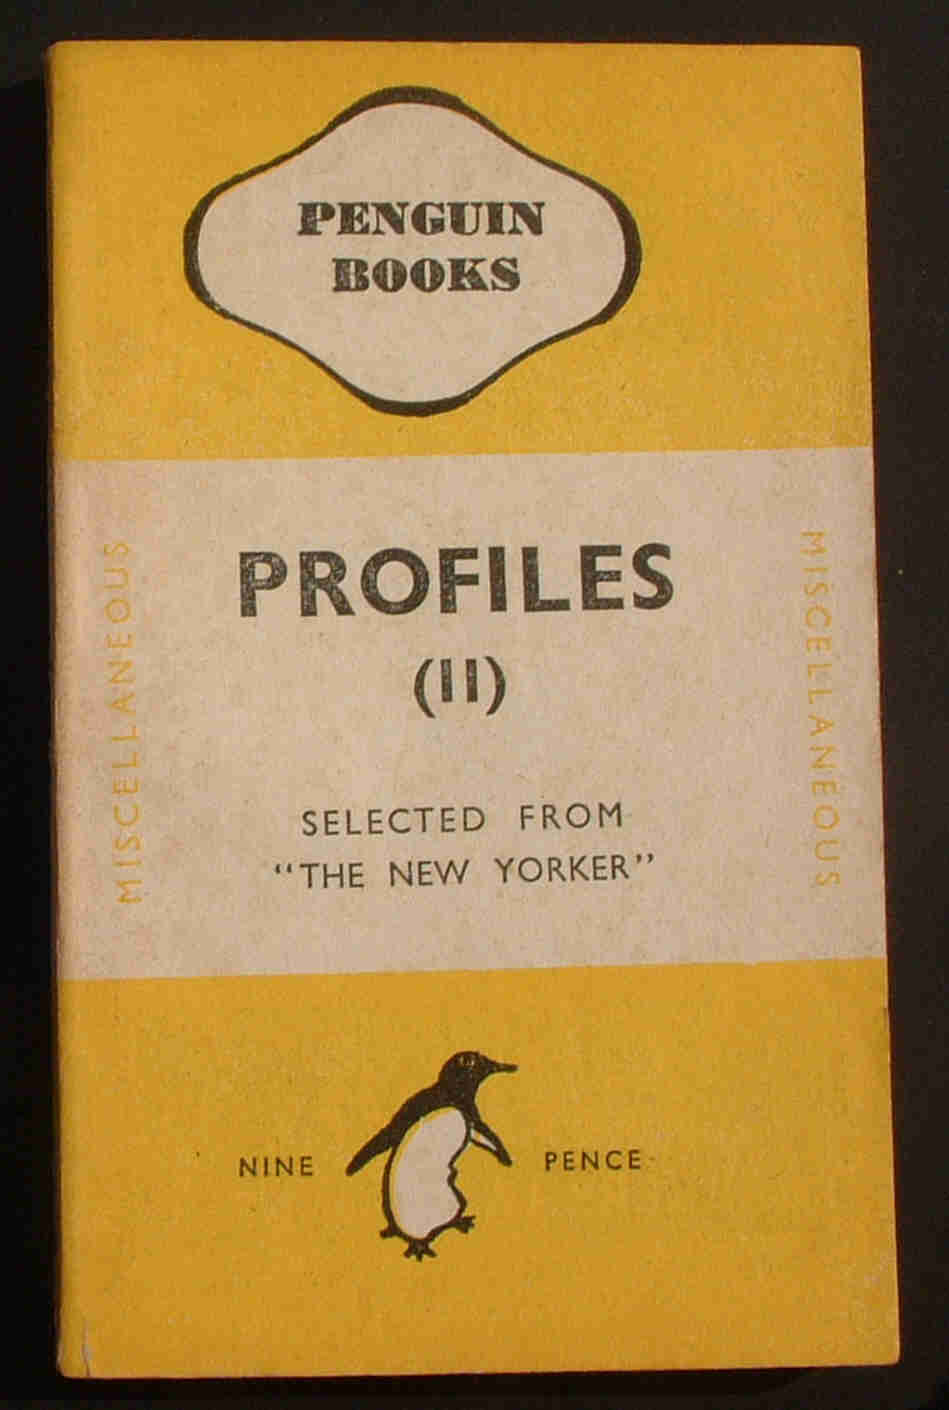 PENGUIN
BOOKS
PROFILES
(II)
SELECTED FROM
"THE NEW YORKER"
MISCELLANEOUS
MISCELLANEOUS
NINE PENCE